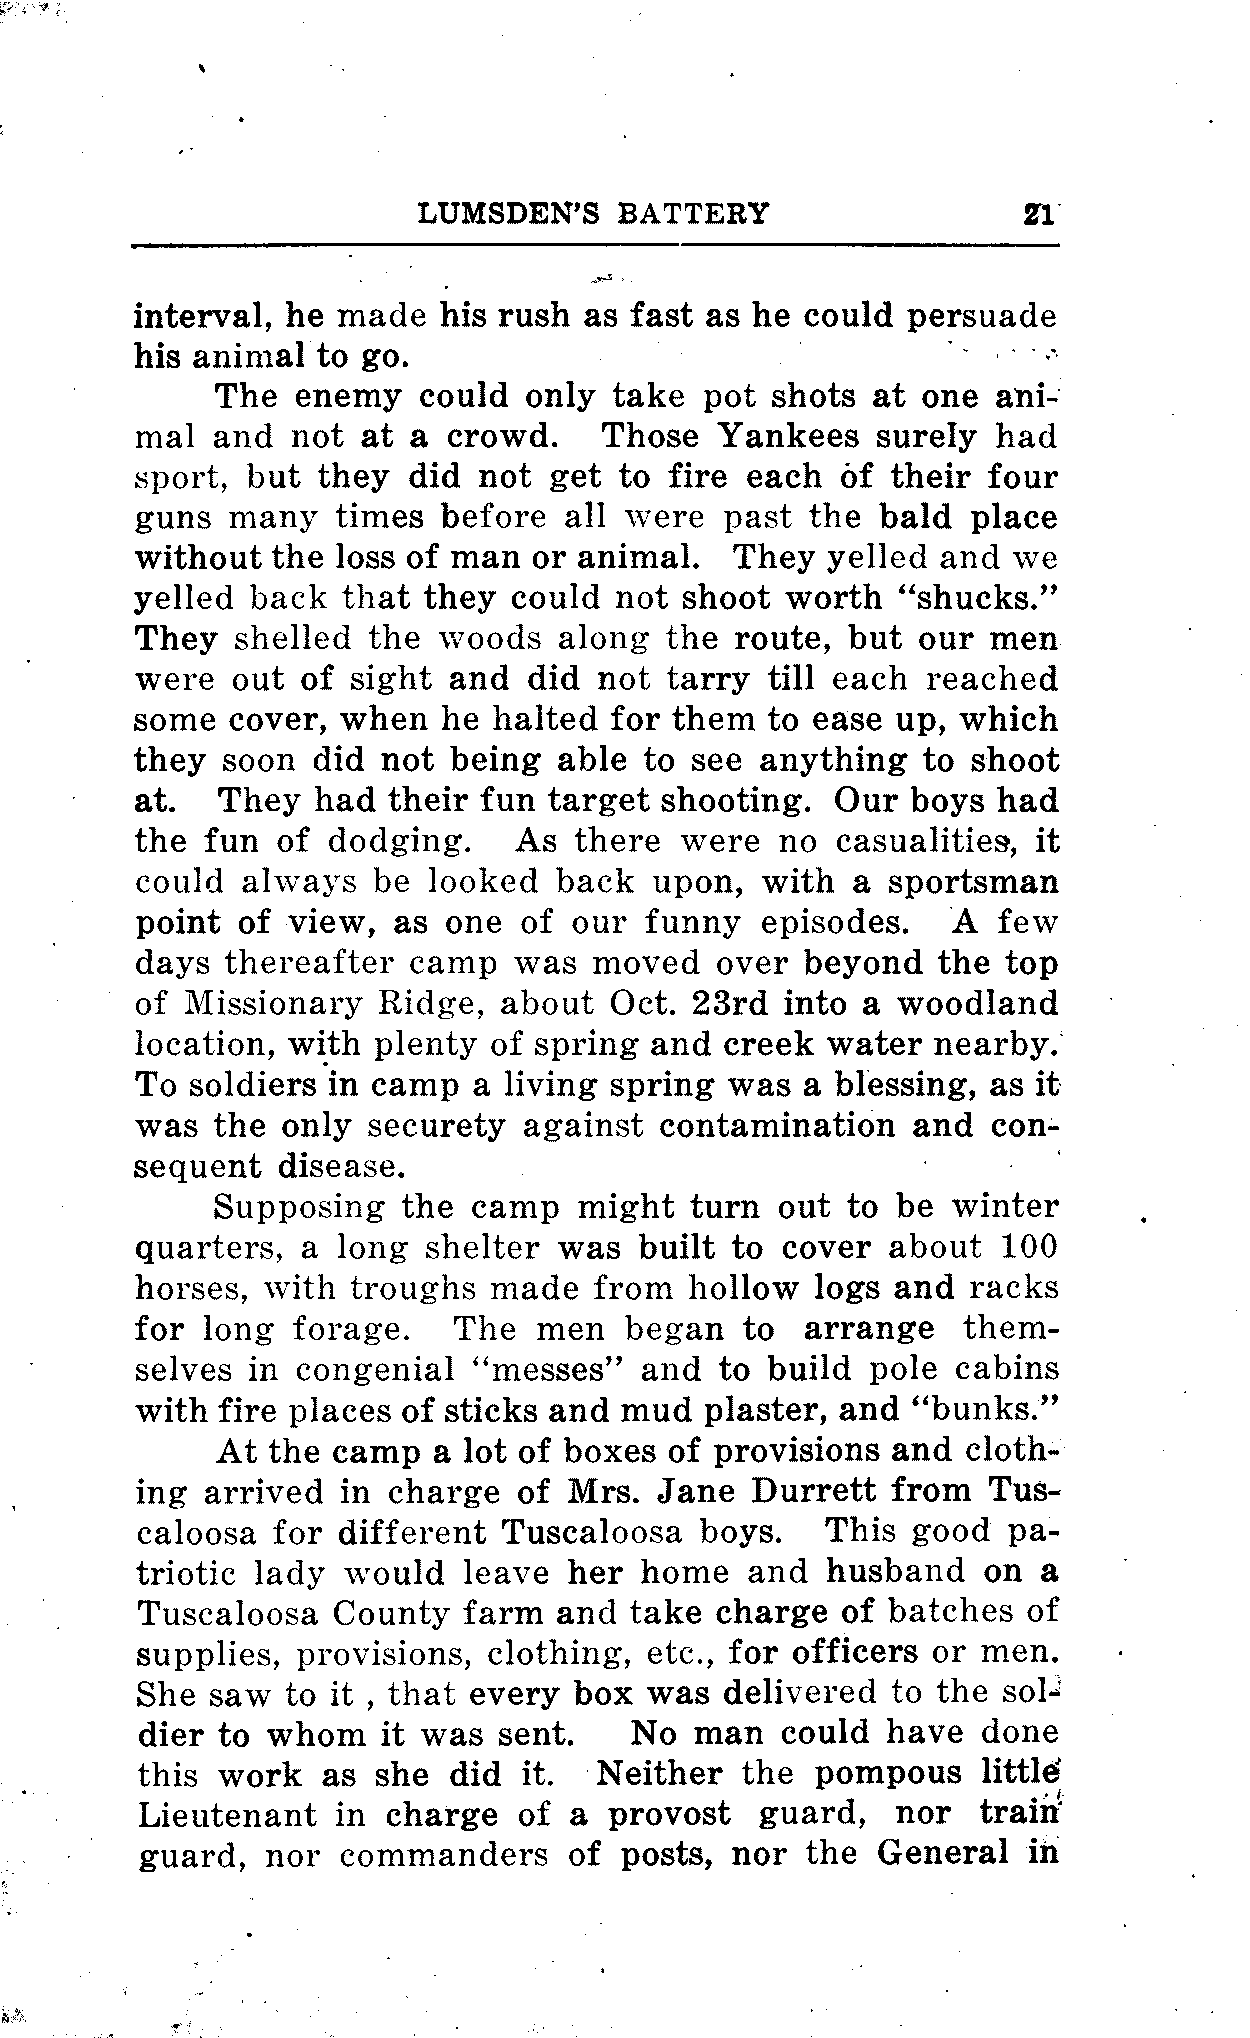 LUMSDEN'S BATTERY 21
interval, he made his rush as fast as he could persuade
his animal to go.
The enemy could only take pot shots at one ani-
mal and not at a crowd. Those Yankees surely had
sport, but they did not get to fire each of their four
guns many times before all were past the bald place
without the loss of man or animal. They yelled and we
yelled back that they could not shoot worth “shucks.”
They shelled the woods along the route, but our men
were out of sight and did not tarry till each reached
some cover, when he halted for them to ease up, which
they soon did not being able to see anything to shoot
at. They had their fun target shooting. Our boys had
the fun of dodging. As there were no casualities, it
could always be looked back upon, with a sportsman
point of view, as one of our funny episodes. A few
days thereafter camp was moved over beyond the top
of Missionary Ridge, about Oct. 23rd into a woodland
location, with plenty of spring and creek water nearby.
To soldiers in camp a living spring was a blessing, as it
was the only securety against contamination and con-
sequent disease.
Supposing the camp might turn out to be winter
quarters, a long shelter was built to cover about 100
horses, with troughs made from hollow logs and racks
for long forage. The men began to arrange them-
selves in congenial “messes” and to build pole cabins
with fire places of sticks and mud plaster, and “bunks.”
At the camp a lot of boxes of provisions and cloth-
ing arrived in charge of Mrs. Jane Durrett from Tus-
caloosa for different Tuscaloosa boys. This good pa-
triotic lady would leave her home and husband on a
Tuscaloosa County farm and take charge of batches of
supplies, provisions, clothing, etc., for officers or men.
She saw to it , that every box was delivered to the sol-
dier to whom it was sent. No man could have done
this work as she did it. Neither the pompous little
Lieutenant in charge of a provost guard, nor train
guard, nor commanders of posts, nor the General in